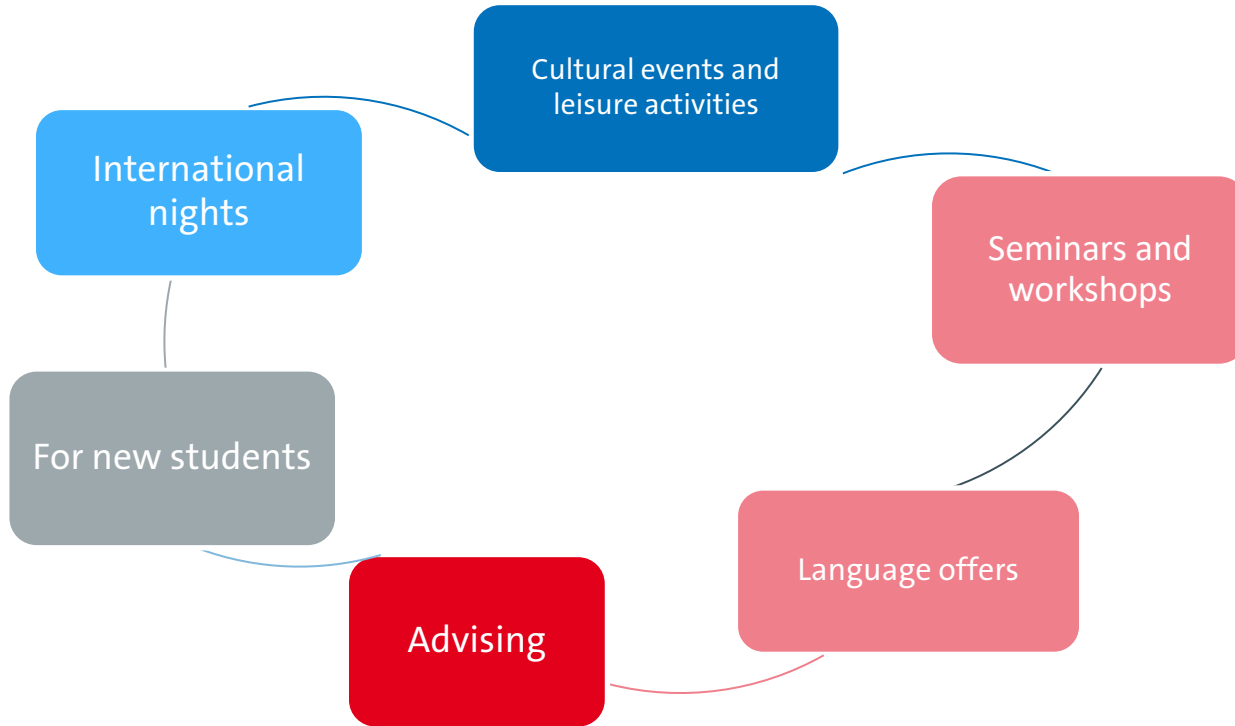 Cultural events and
leisure activities
International
nights
Seminars and
workshops
For new students
Language offers
Advising